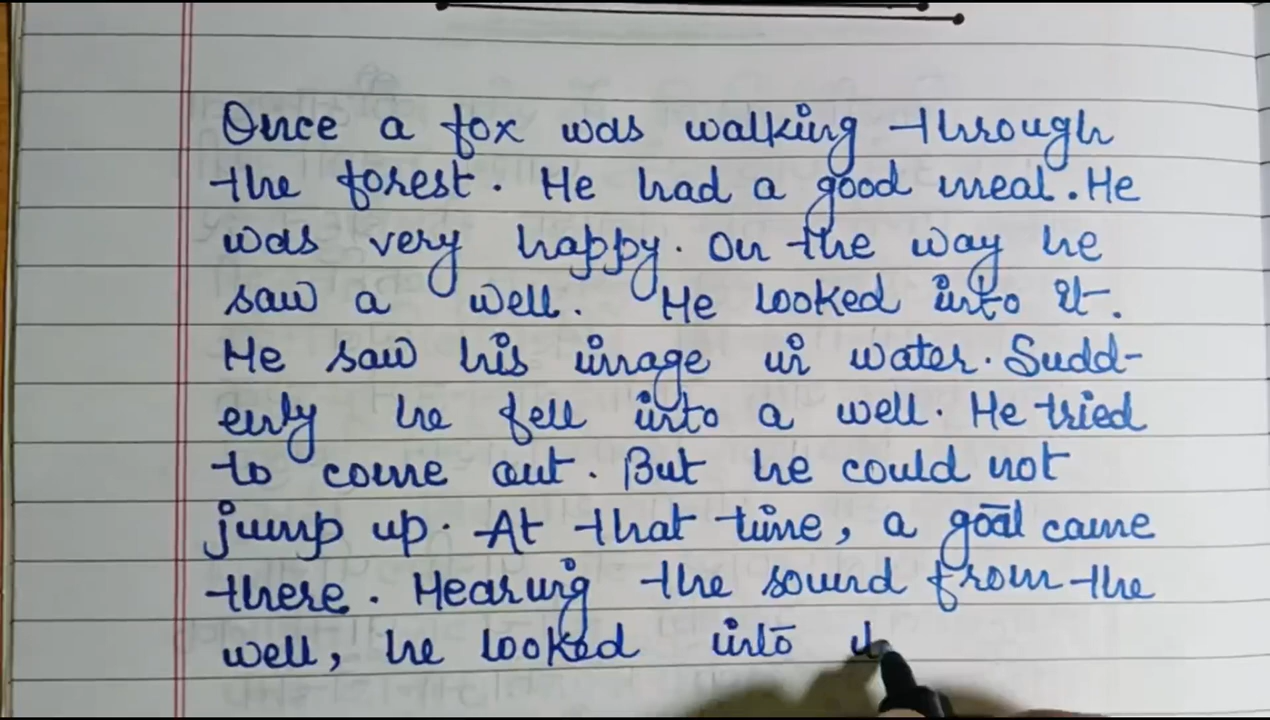 Once a fox was walking through
the forest. He had a good meal. He
was very happy. On the way he
saw a well. He looked into it.
He saw his image in water. Sudd-
enly he fell into a well. He tried
to come out. But he could not
jump up. At that time, a goat came
there. Hearing the sound from the
well, he looked into